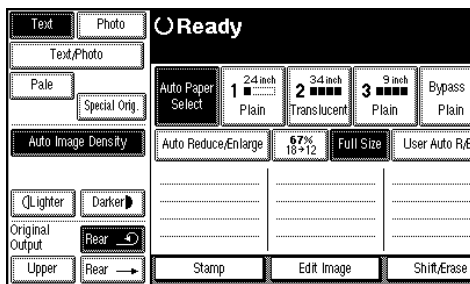 Text Photo
Text/Photo
Pale
Special Orig.
Auto Image Density
Lighter Darker
Original
Output
Rear
Upper Rear
Ready
Auto Paper
Select
1 24 inch
Plain
2 34 inch
Translucent
3 9 inch
Plain
Bypass
Plain
Auto Reduce/Enlarge
67%
18→12
Full Size
User Auto R/E
Stamp
Edit Image
Shift/Erase